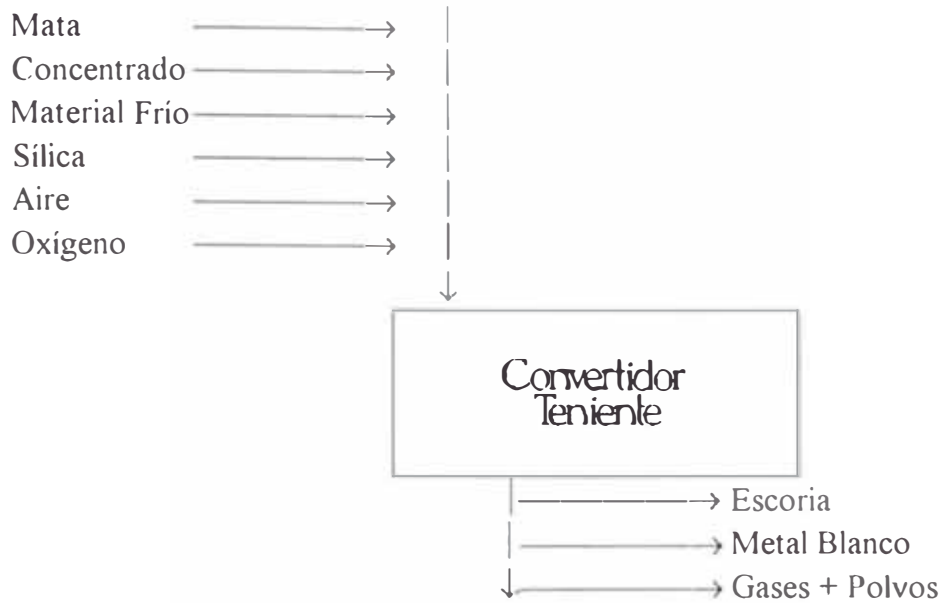 Mata
Concentrado
Material Frío
Sílica
Aire
Oxígeno
Convertidor
Teniente
Escoria
Metal Blanco
Gases + Polvos